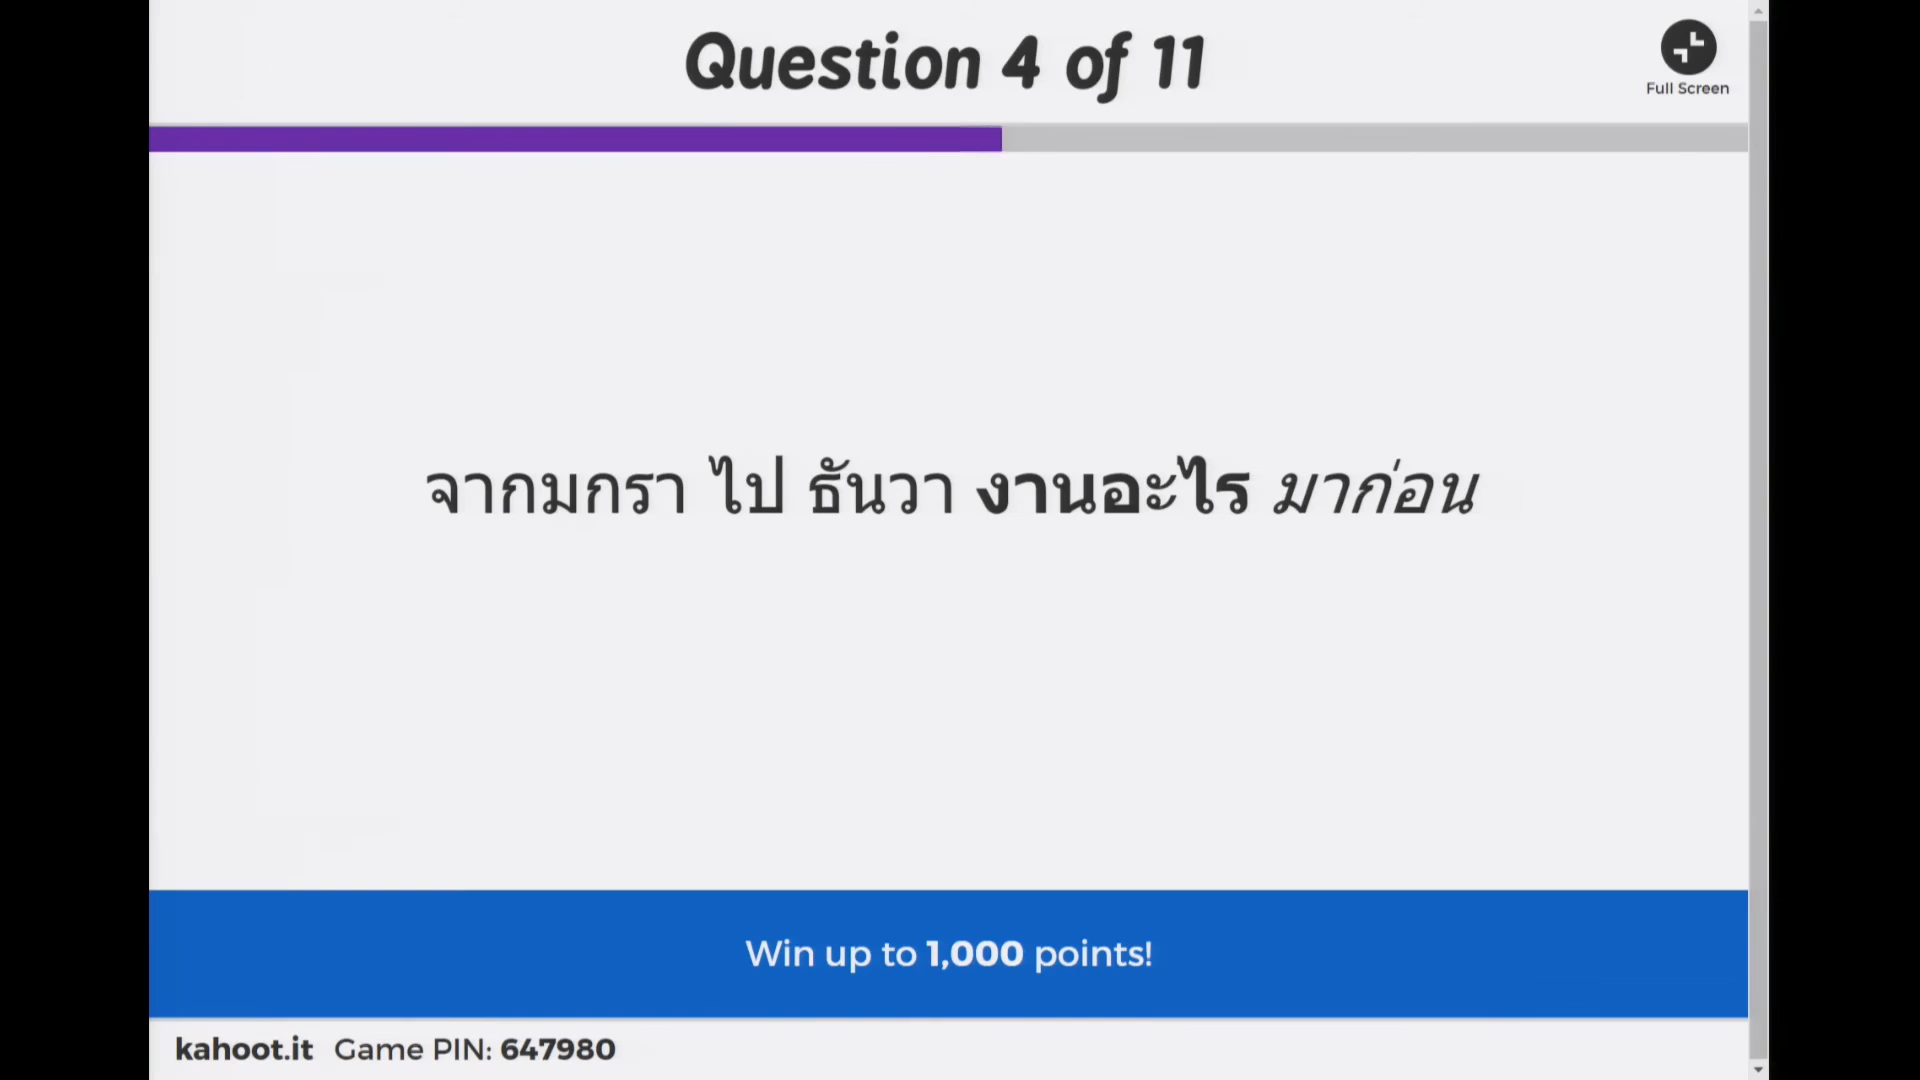 Question 4 of 11
Full Screen
จากมกรา ไป ธันวา งานอะไร มาก่อน
Win up to 1,000 points!
kahoot.it Game PIN: 647980